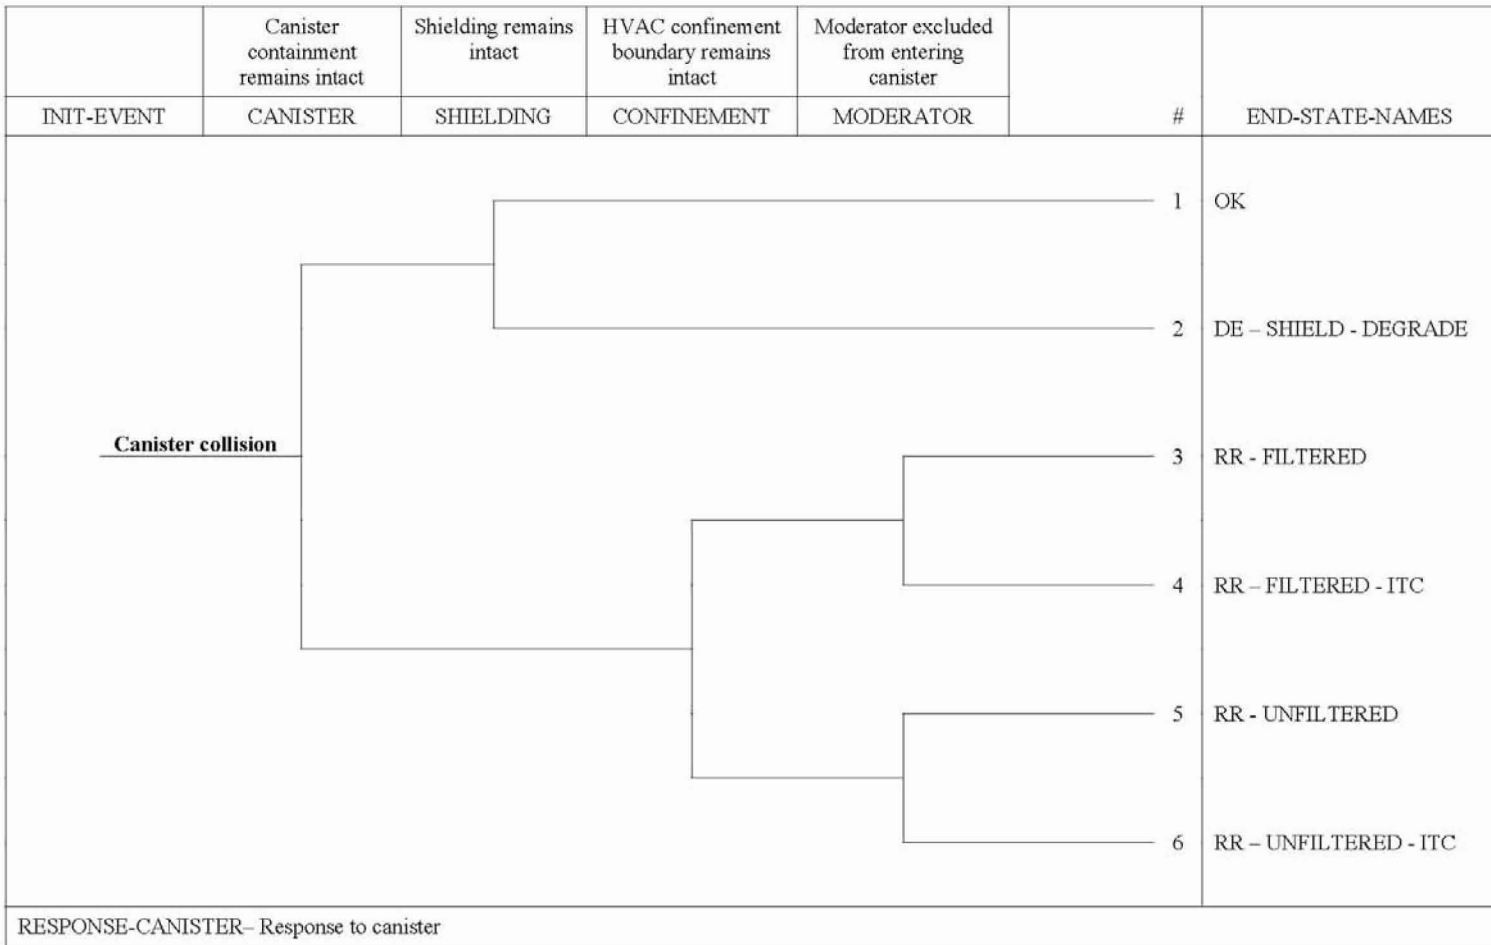 Canister
containment
remains intact
Shielding remains
intact
HVAC confinement
boundary remains
intact
Moderator excluded
from entering
canister
INIT-EVENT
CANISTER
SHIELDING
CONFINEMENT
MODERATOR
#
END-STATE-NAMES
1 OK
2 DE – SHIELD - DEGRADE
Canister collision
3 RR - FILTERED
4 RR – FILTERED - ITC
5 RR - UNFILTERED
6 RR – UNFILTERED - ITC
RESPONSE-CANISTER– Response to canister